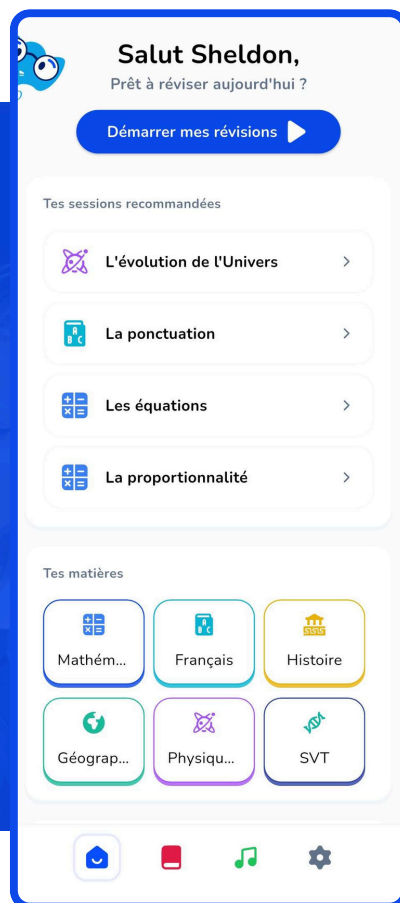 Salut Sheldon,
Prêt à réviser aujourd'hui ?
Démarrer mes révisions
Tes sessions recommandées
L'évolution de l'Univers
La ponctuation
Les équations
La proportionnalité
Tes matières
Mathém...
Français
Histoire
Géograp...
Physiqu...
SVT